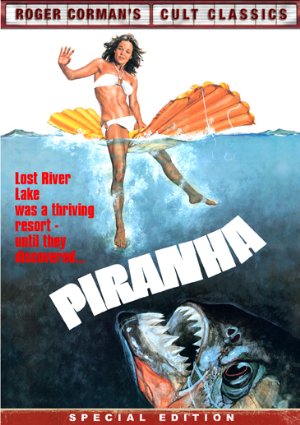 ROGER CORMAN'S CULT CLASSICS
Lost River
Lake
was a thriving
resort -
until they
discovered...
PIRANHA
SPECIAL EDITION